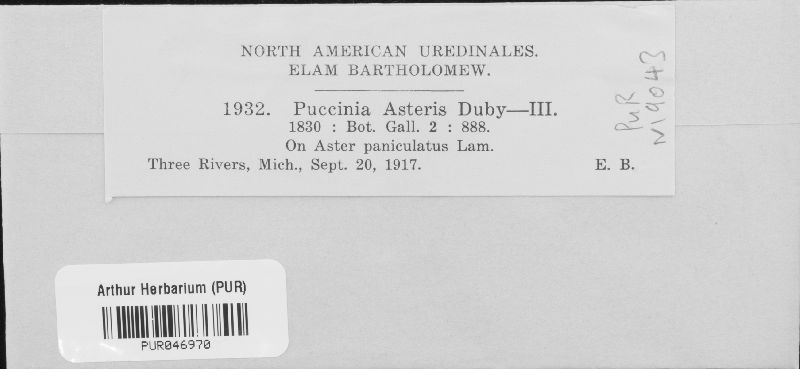 NORTH AMERICAN UREDINALES.
ELAM BARTHOLOMEW.
1932. Puccinia Asteris Duby—III.
1830 : Bot. Gall. 2 : 888.
On Aster paniculatus Lam.
Three Rivers, Mich., Sept. 20, 1917. E. B.
PUR
N19043
Arthur Herbarium (PUR)
PUR046970